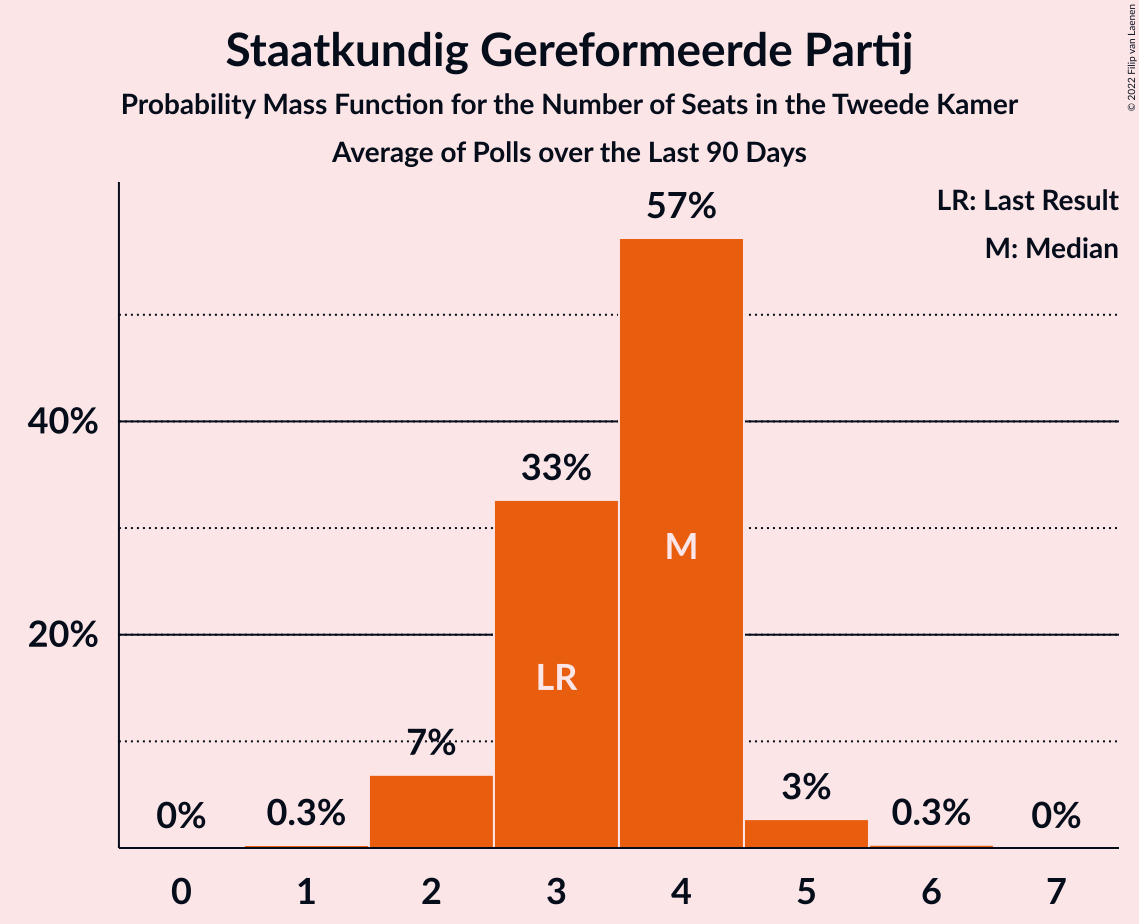 Staatkundig Gereformeerde Partij
Probability Mass Function for the Number of Seats in the Tweede Kamer
Average of Polls over the Last 90 Days
© 2022 Filip van Laenen
LR: Last Result
M: Median
57%
40%
33%
M
20%
LR
7%
0%
0.3%
3%
0.3%
0%
0 1 2 3 4 5 6 7